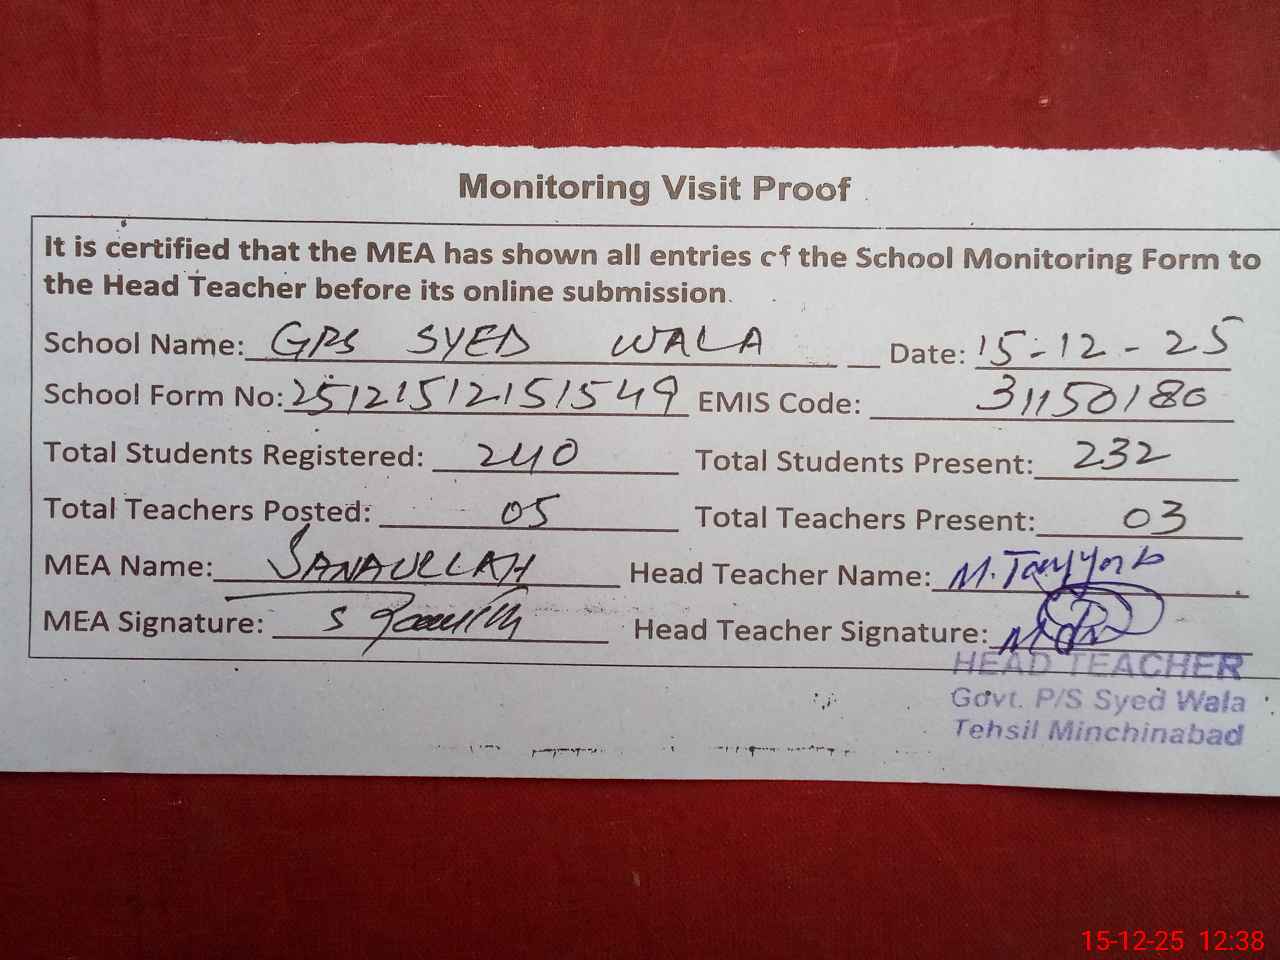 Monitoring Visit Proof
It is certified that the MEA has shown all entries of the School Monitoring Form to
the Head Teacher before its online submission.
School Name: GPS SYED WALA Date: 15-12-25
School Form No: 25121512151549 EMIS Code: 31150180
Total Students Registered: 240 Total Students Present: 232
Total Teachers Posted: 05 Total Teachers Present: 03
MEA Name: SANAULLAH Head Teacher Name: M.
MEA Signature: Head Teacher Signature:
HEAD TEACHER
Govt. P/S Syed Wala
Tehsil Minchinabad
15-12-25 12:38